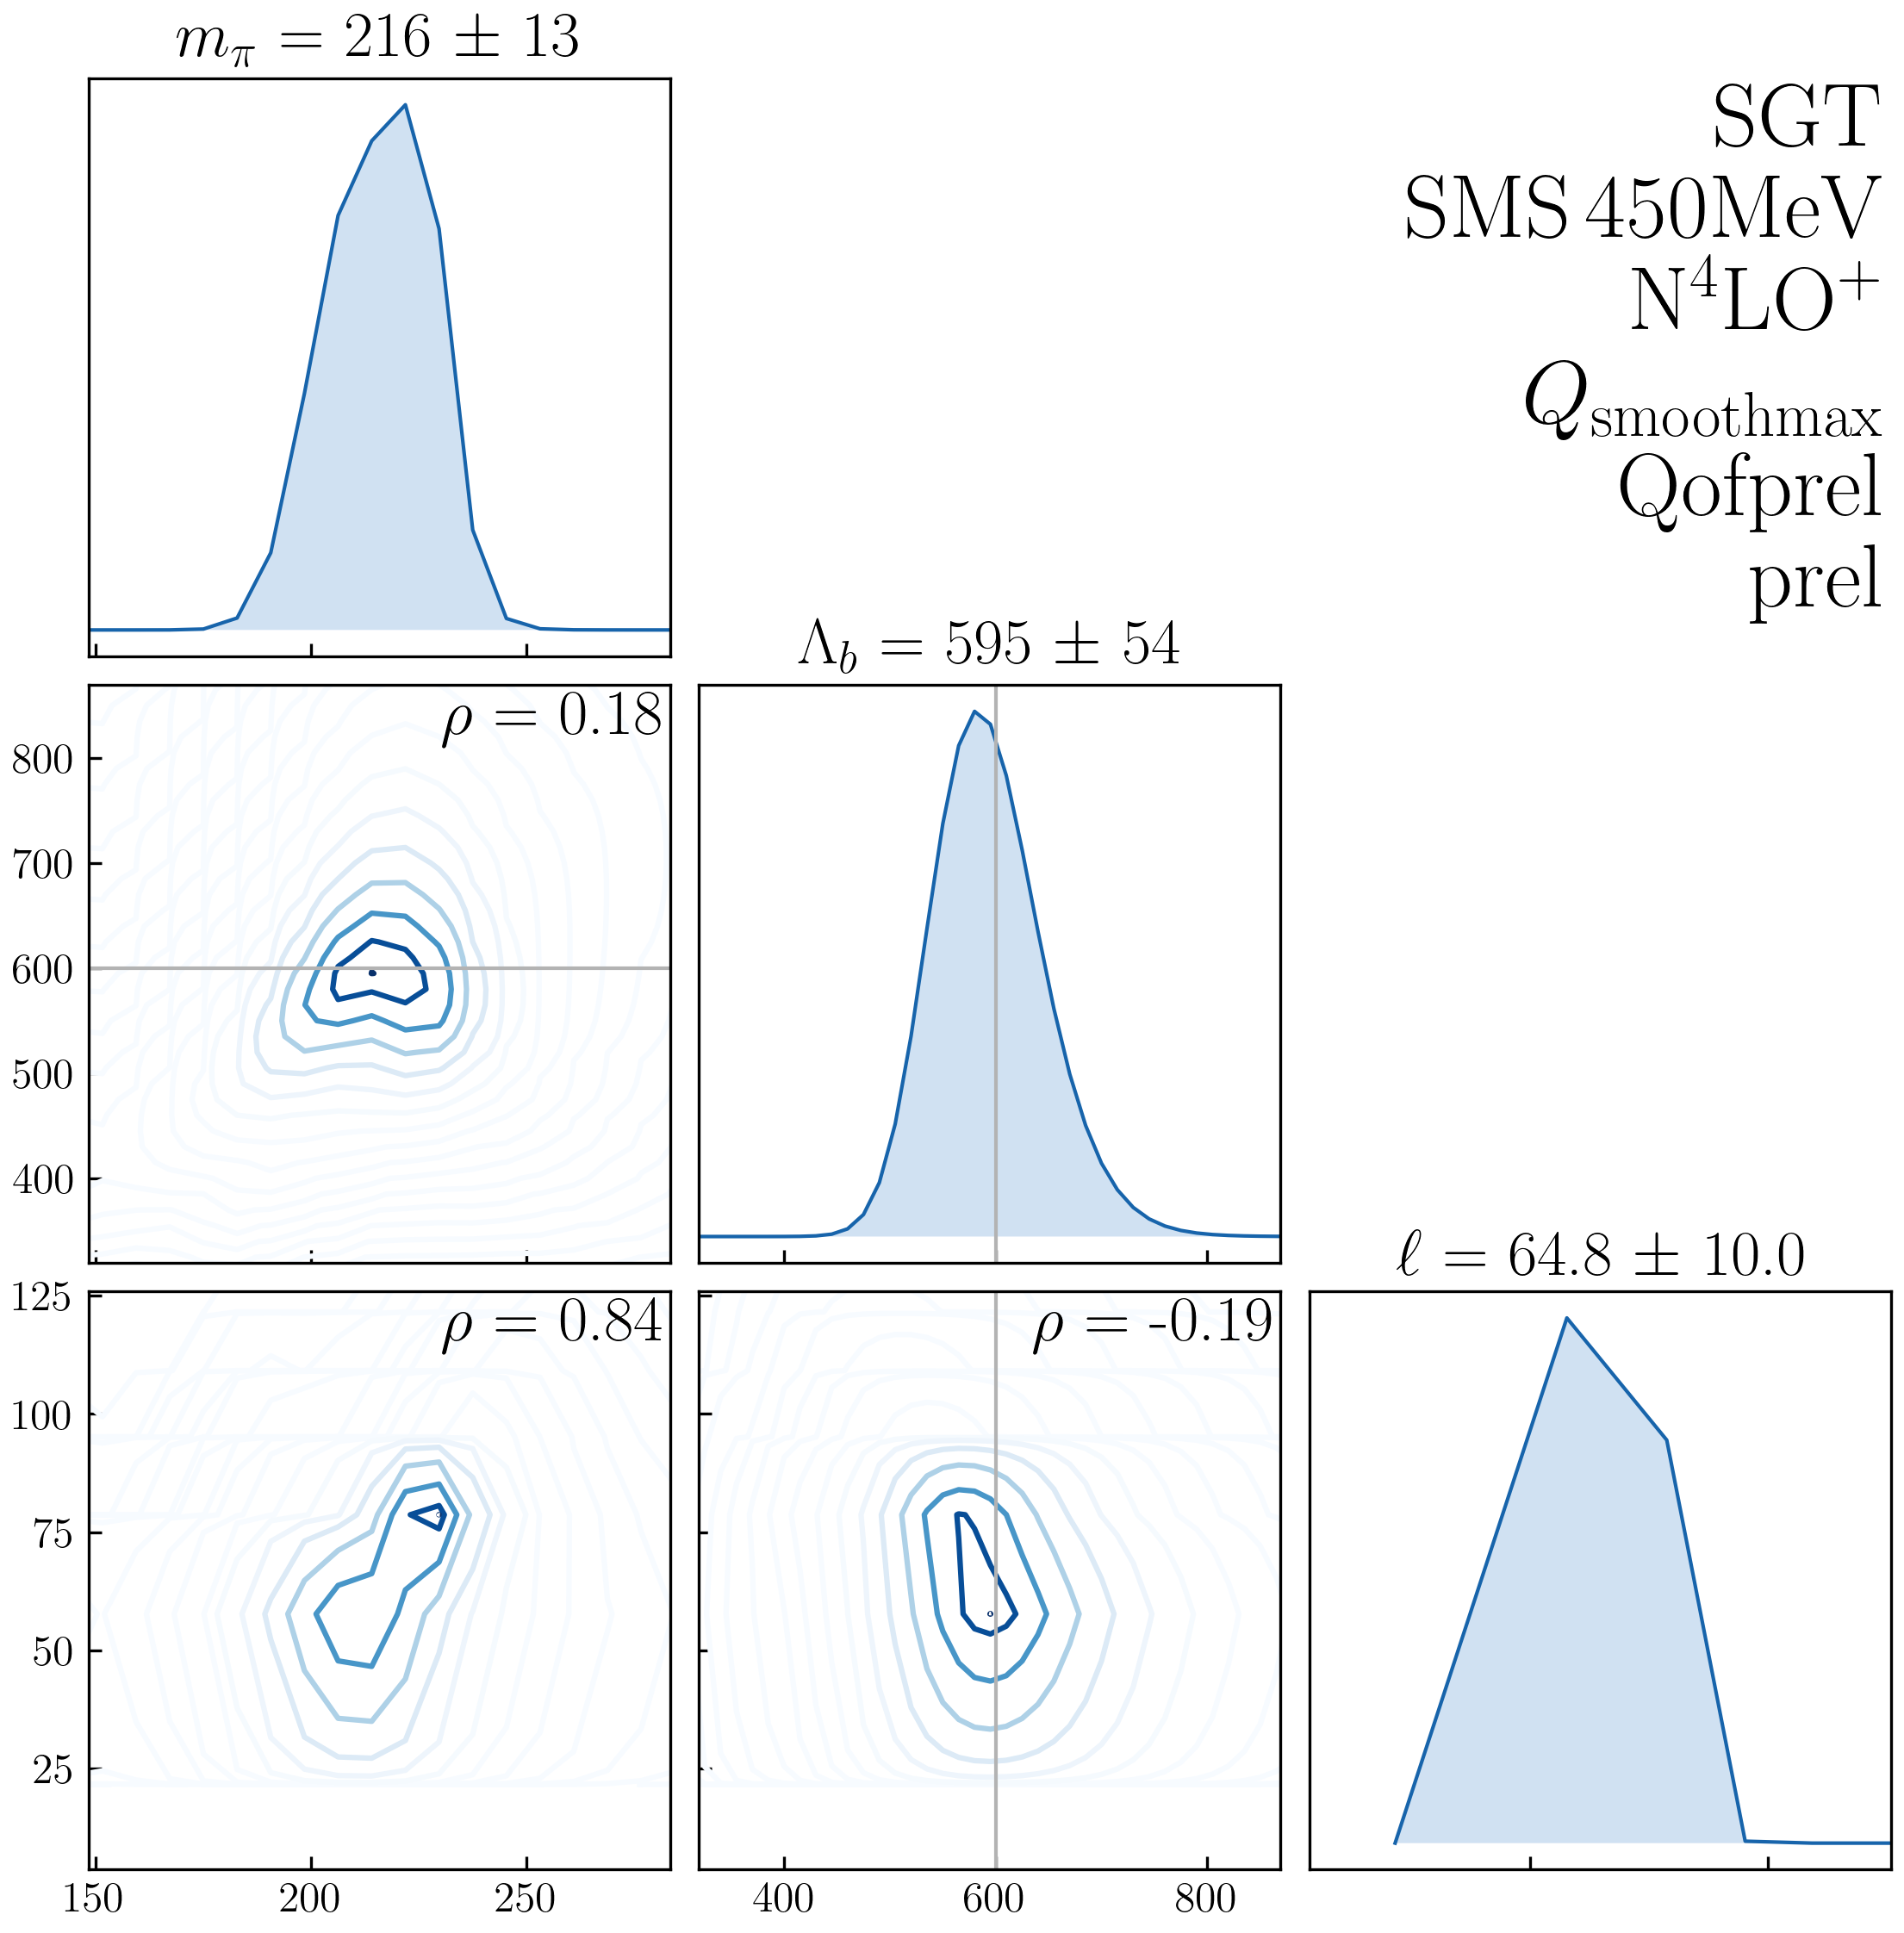 m_π = 216 ± 13
SGT
SMS 450MeV
N⁴LO⁺
Q_smoothmax
Qofprel
prel
Λ_b = 595 ± 54
ρ = 0.18
800
700
600
500
400
ℓ = 64.8 ± 10.0
ρ = 0.84
ρ = -0.19
125
100
75
50
25
150 200 250
400 600 800